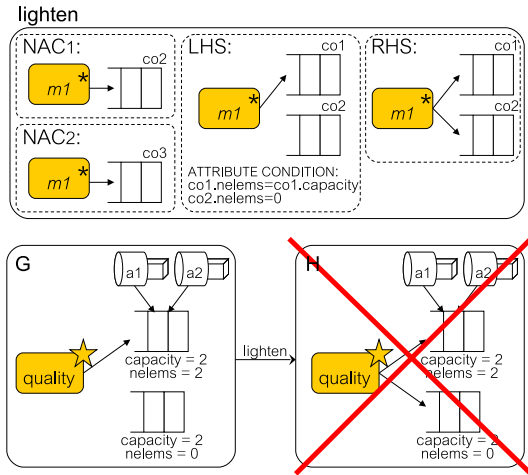 lighten
NAC1:
co2
m1 *
NAC2:
co3
m1 *
LHS:
co1
co2
m1 *
ATTRIBUTE CONDITION:
co1.nelems=co1.capacity
co2.nelems=0
RHS:
co1
co2
m1 *
G
a1 a2
quality
capacity = 2
nelems = 2
capacity = 2
nelems = 0
lighten
H
a1 a2
quality
capacity = 2
nelems = 2
capacity = 2
nelems = 0